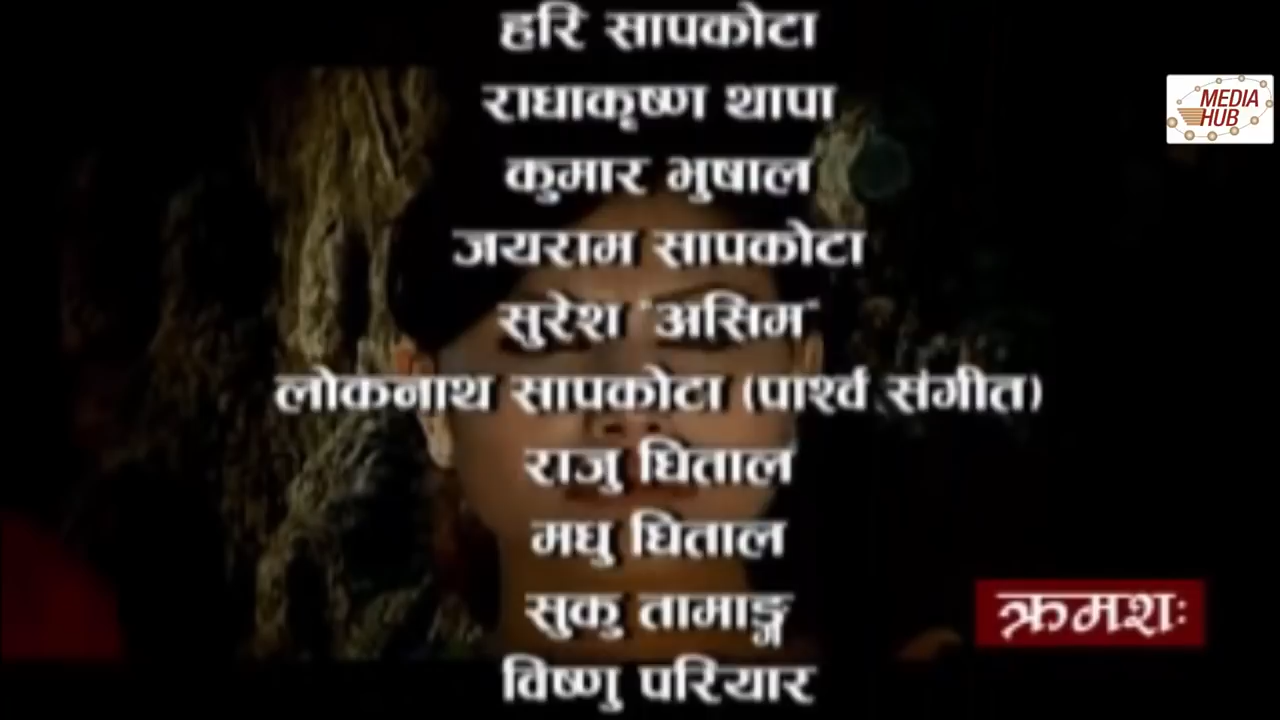 हरि सापकोटा
राधाकृष्ण थापा
MEDIA
HUB
कुमार भुषाल
जयराम सापकोटा
सुरेश "असिम"
लोकनाथ सापकोटा (पार्श्व संगीत)
राजु घिताल
मधु घिताल
सुकु तामाङ्ग
क्रमशः
विष्णु परियार